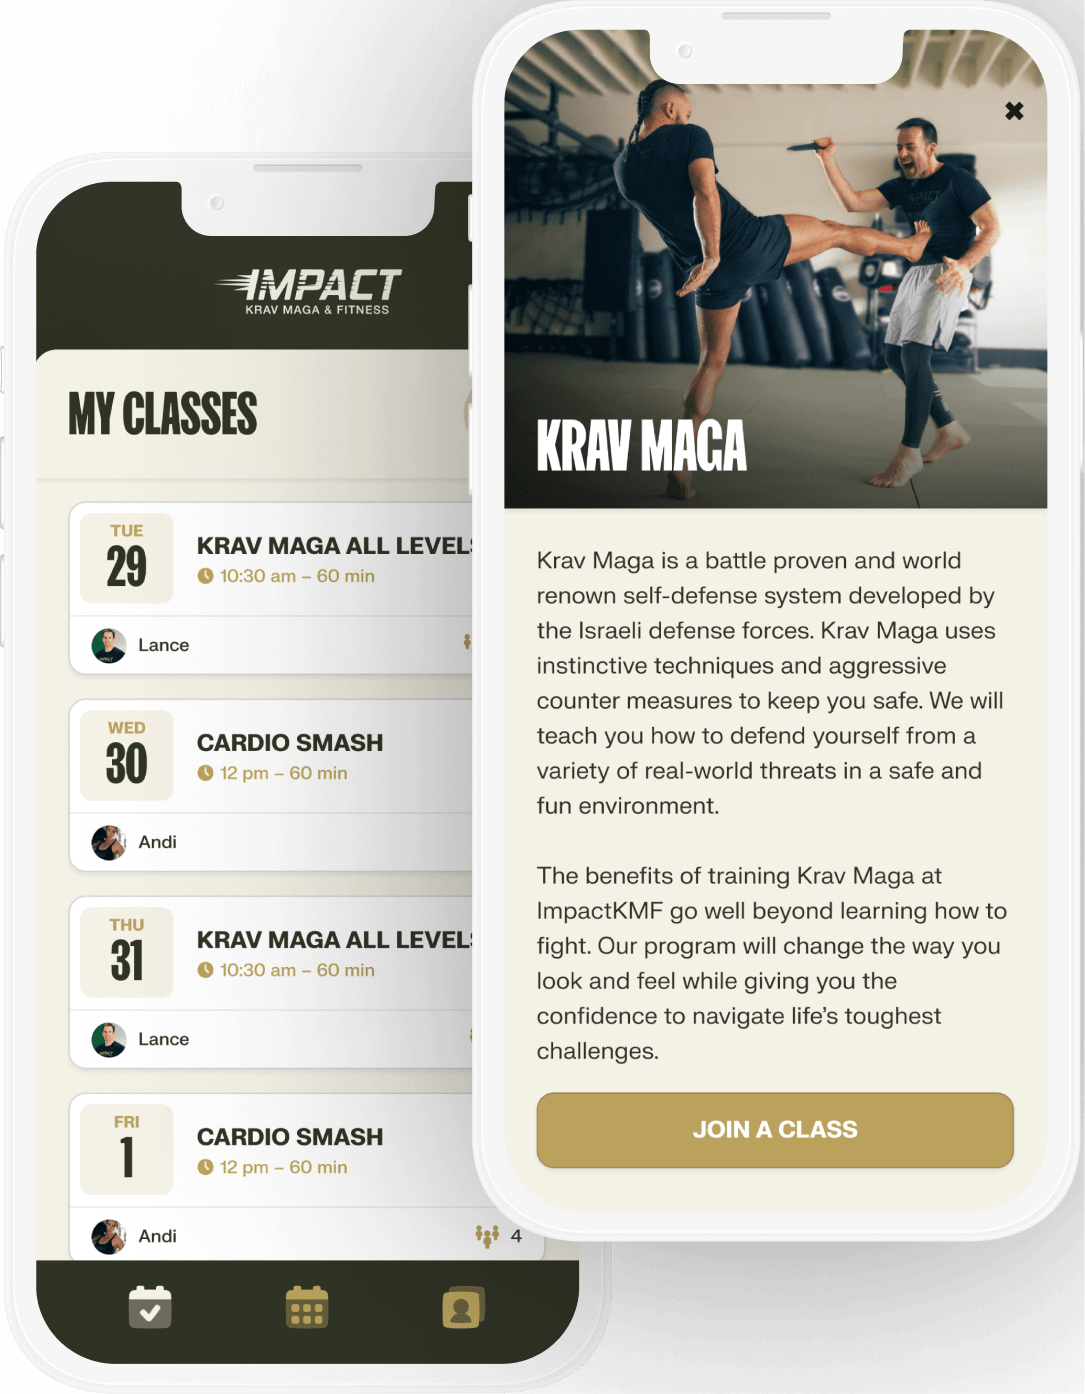 IMPACT
KRAV MAGA & FITNESS
MY CLASSES
TUE
29
KRAV MAGA ALL LEVELS
10:30 am – 60 min
Lance
WED
30
CARDIO SMASH
12 pm – 60 min
Andi
THU
31
KRAV MAGA ALL LEVELS
10:30 am – 60 min
Lance
FRI
1
CARDIO SMASH
12 pm – 60 min
Andi
4
IMPACT
KRAV MAGA
Krav Maga is a battle proven and world
renown self-defense system developed by
the Israeli defense forces. Krav Maga uses
instinctive techniques and aggressive
counter measures to keep you safe. We will
teach you how to defend yourself from a
variety of real-world threats in a safe and
fun environment.
The benefits of training Krav Maga at
ImpactKMF go well beyond learning how to
fight. Our program will change the way you
look and feel while giving you the
confidence to navigate life’s toughest
challenges.
JOIN A CLASS